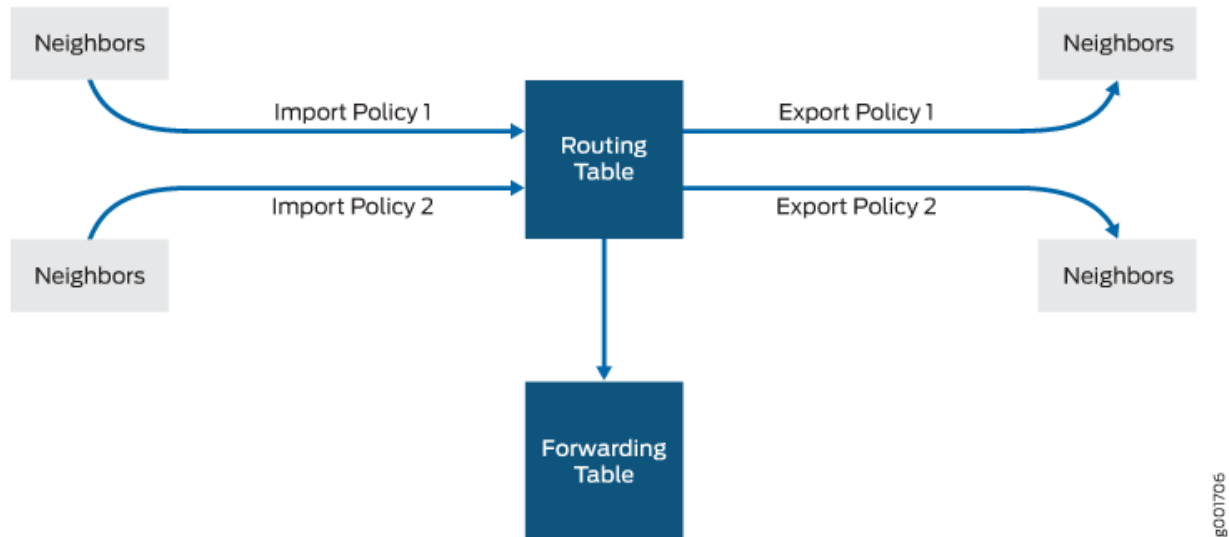 Neighbors
Neighbors
Import Policy 1
Export Policy 1
Routing
Table
Import Policy 2
Export Policy 2
Neighbors
Neighbors
Forwarding
Table
g001706